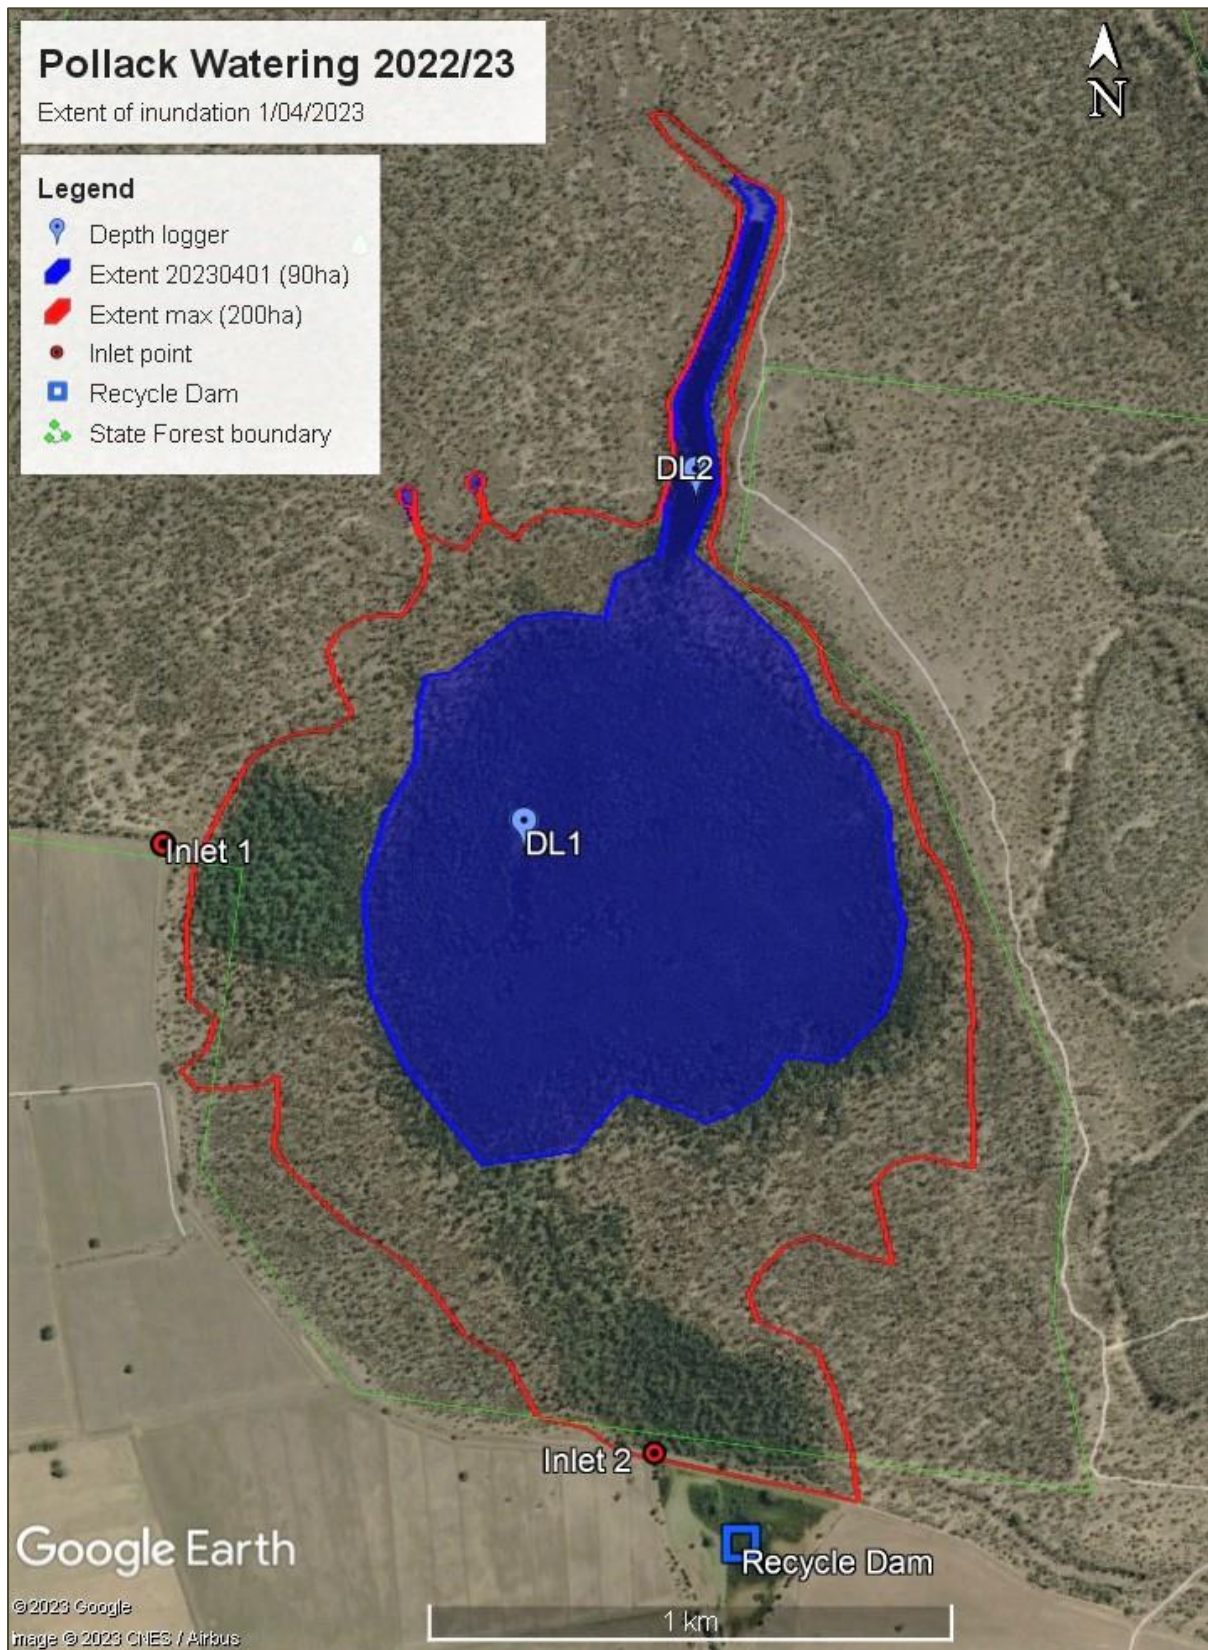 Pollack Watering 2022/23
Extent of inundation 1/04/2023
N
Legend
Depth logger
Extent 20230401 (90ha)
Extent max (200ha)
Inlet point
Recycle Dam
State Forest boundary
DL2
DL1
Inlet 1
Inlet 2
Recycle Dam
Google Earth
© 2023 Google
Image © 2023 CNES / Airbus
1 km